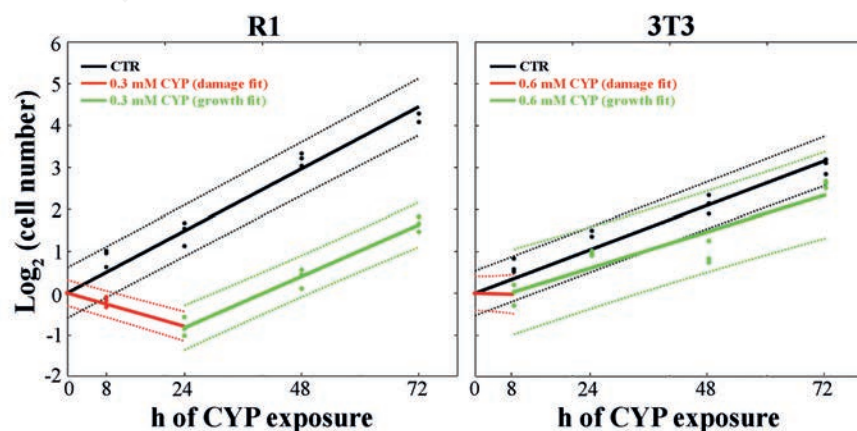 R1
3T3
Log2 (cell number)
6
5
4
3
2
1
0
-1
-2
CTR
0.3 mM CYP (damage fit)
0.3 mM CYP (growth fit)
0 8 24 48 72
h of CYP exposure
CTR
0.6 mM CYP (damage fit)
0.6 mM CYP (growth fit)
0 8 24 48 72
h of CYP exposure